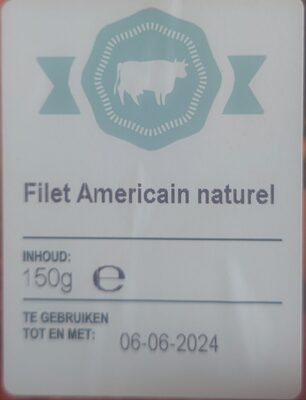 Filet Americain naturel
INHOUD:
150g ℮
TE GEBRUIKEN
TOT EN MET: 06-06-2024